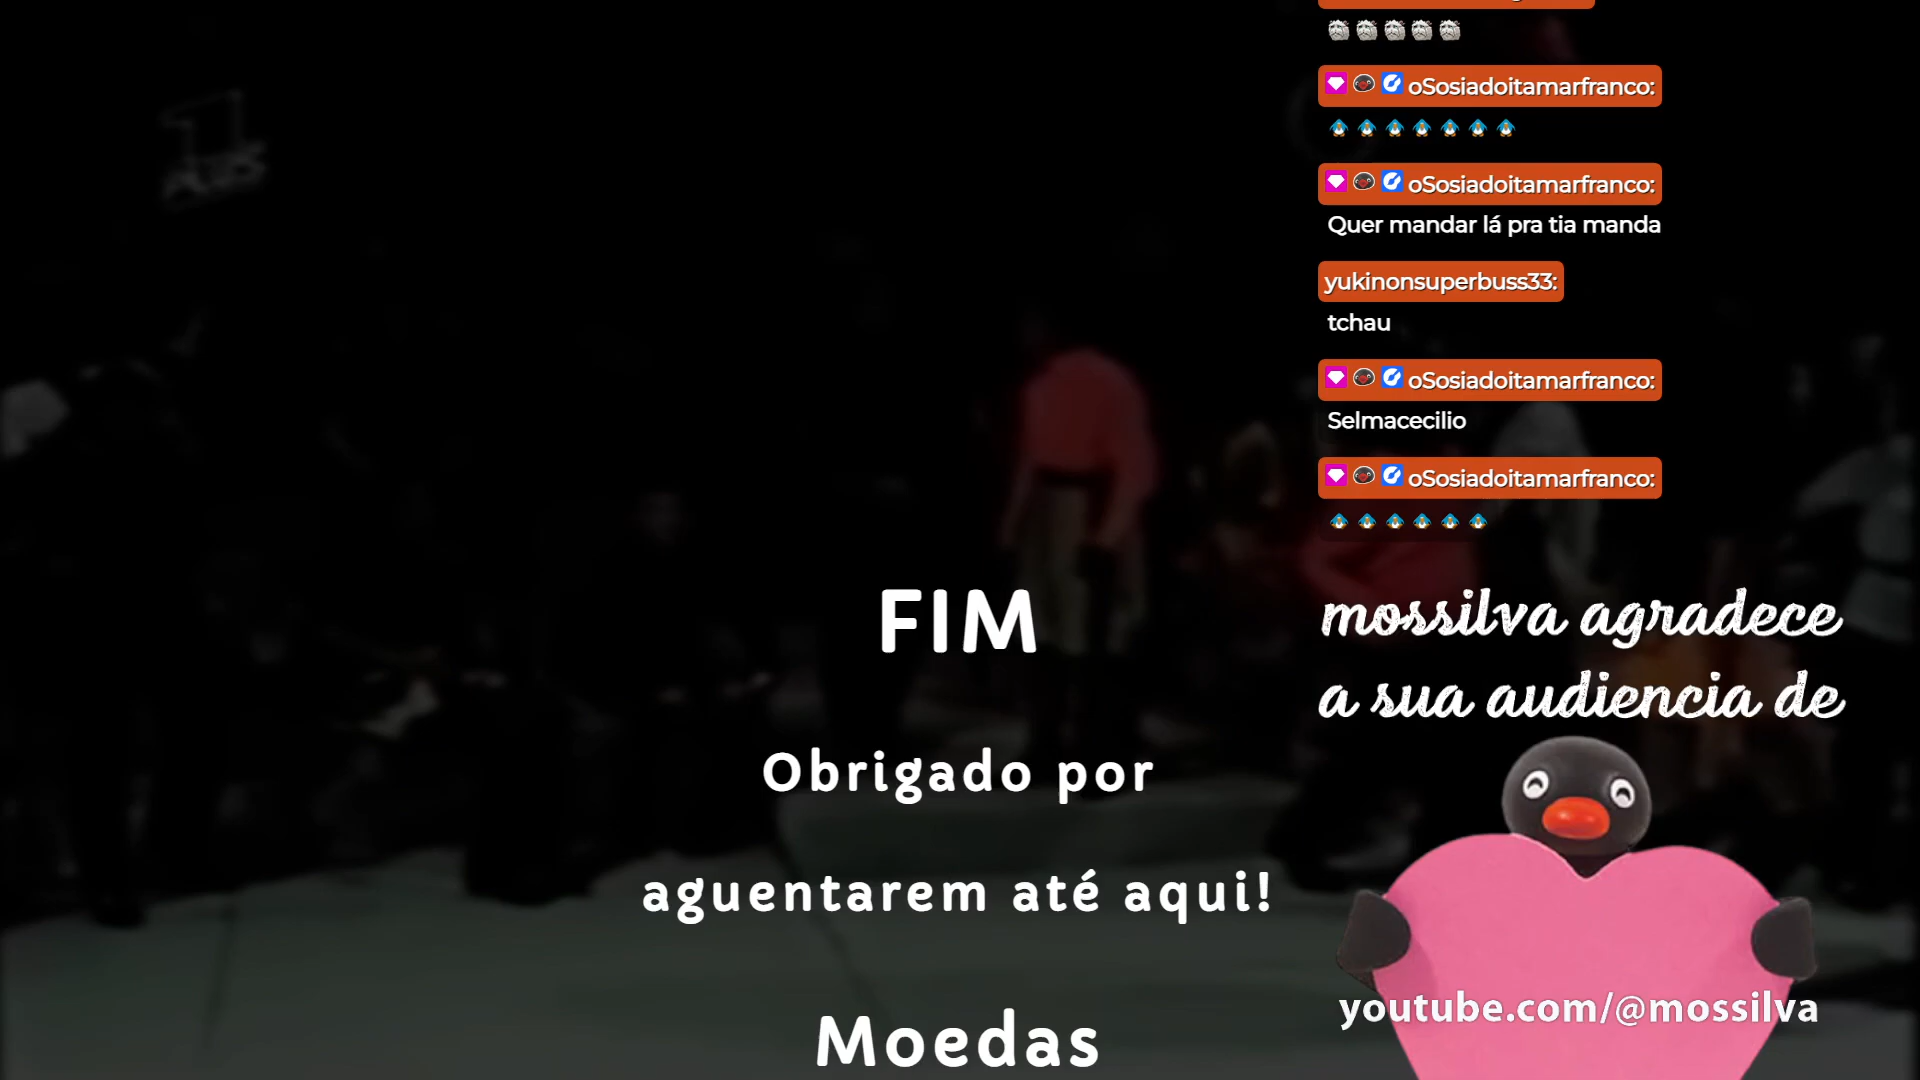 oSosiadoitamarfranco:
oSosiadoitamarfranco:
Quer mandar lá pra tia manda
yukinonsuperbuss33:
tchau
oSosiadoitamarfranco:
Selmacecilio
oSosiadoitamarfranco:
FIM
Obrigado por
aguentarem até aqui!
Moedas
mossilva agradece
a sua audiencia de
youtube.com/@mossilva